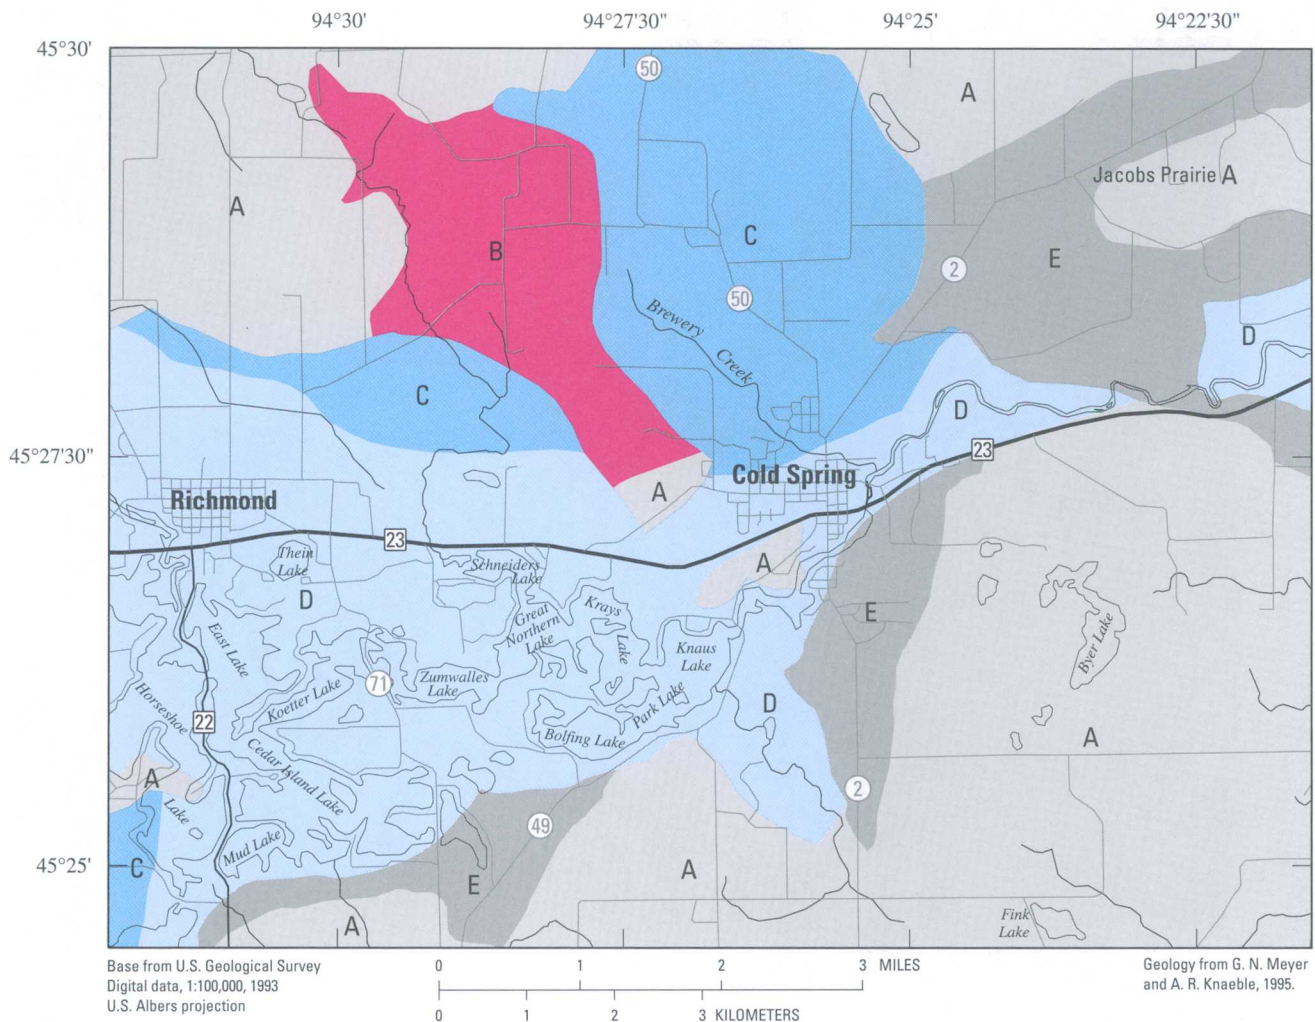 94°30'
94°27'30"
94°25'
94°22'30"
45°30'
50
A
A
Jacobs Prairie A
A
C
B
E
2
50
Brewery
Creek
D
C
D
45°27'30"
23
Cold Spring
A
Richmond
23
A
Thein
Lake
Schneiders
Lake
D
E
Great
Northern
Lake
Krays
Lake
East Lake
Knaus
Lake
Byer Lake
71
Zumwalles
Lake
Horseshoe
Lake
Koetter Lake
Park Lake
D
22
Bolfing Lake
A
Cedar Island Lake
A
2
49
Mud Lake
45°25'
C
A
E
A
Fink
Lake
Base from U.S. Geological Survey
Digital data, 1:100,000, 1993
U.S. Albers projection
0 1 2 3 MILES
0 1 2 3 KILOMETERS
Geology from G. N. Meyer
and A. R. Knaeble, 1995.